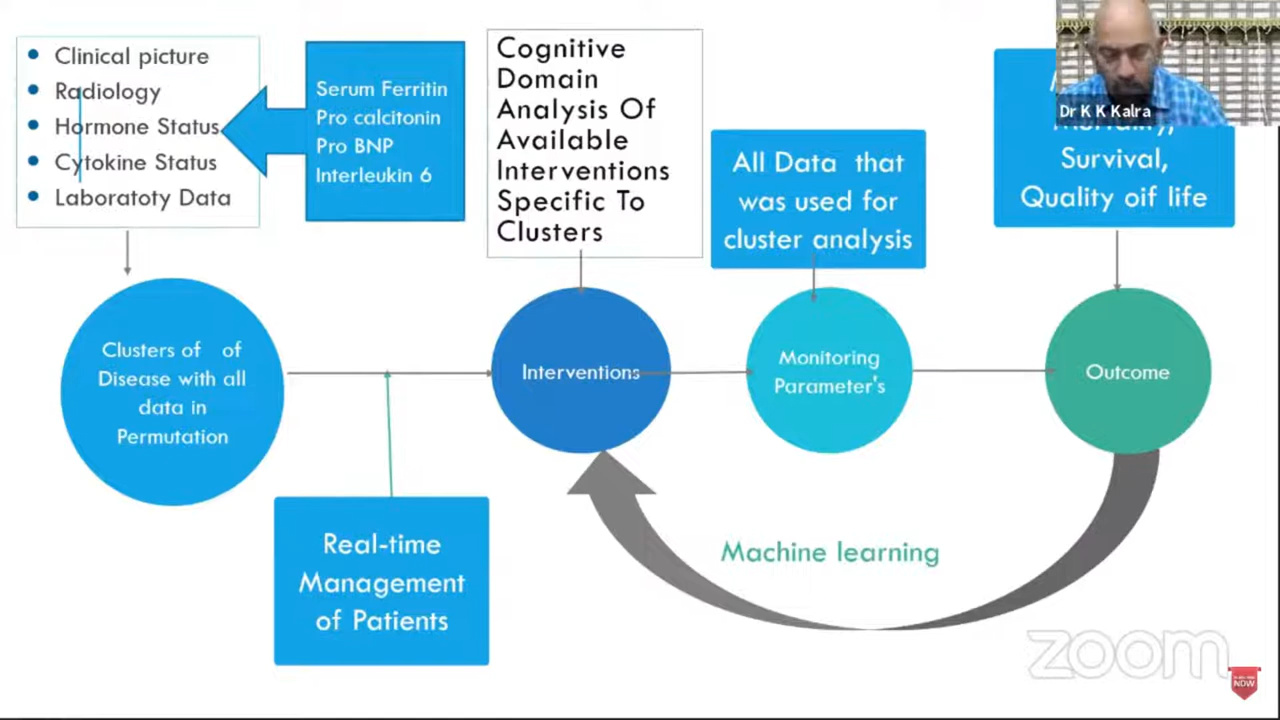 Clinical picture
Radiology
Hormone Status
Cytokine Status
Laboratoty Data
Serum Ferritin
Pro calcitonin
Pro BNP
Interleukin 6
Cognitive
Domain
Analysis Of
Available
Interventions
Specific To
Clusters
All Data that
was used for
cluster analysis
Mortality,
Survival,
Quality oif life
Dr K K Kalra
Clusters of of
Disease with all
data in
Permutation
Interventions
Monitoring
Parameter's
Outcome
Real-time
Management
of Patients
Machine learning
zoom
NDW